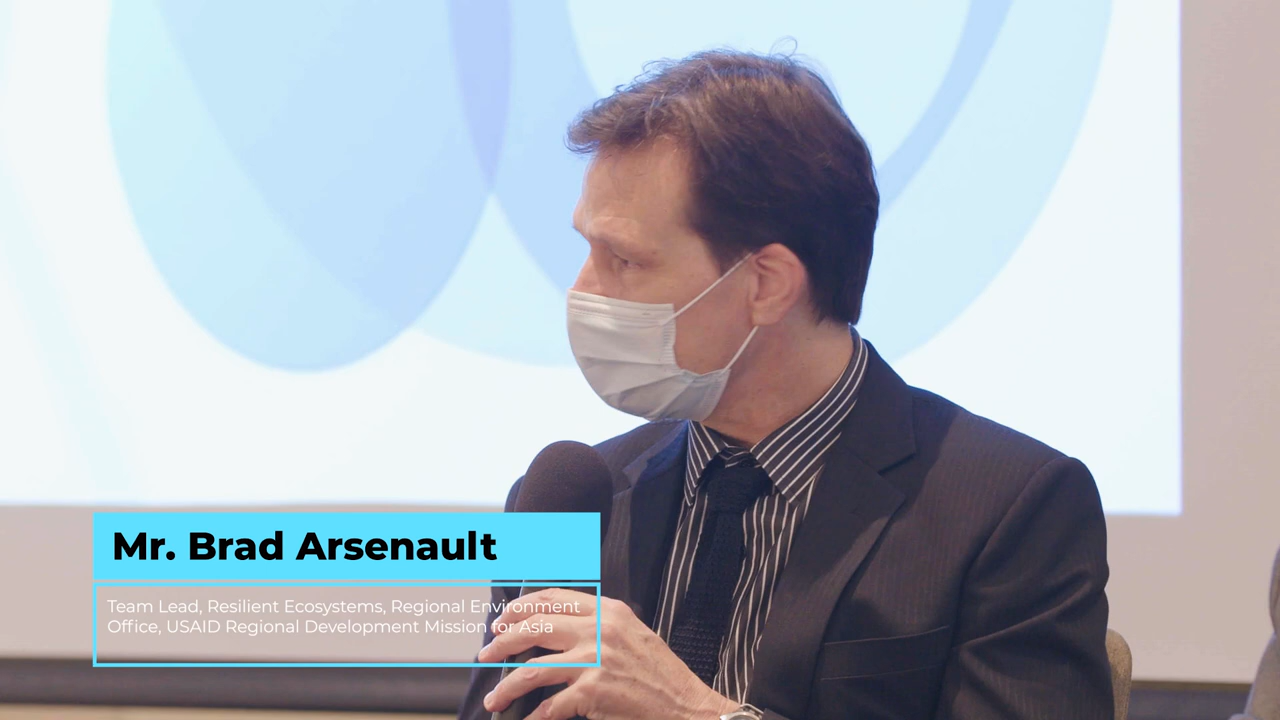 Mr. Brad Arsenault
Team Lead, Resilient Ecosystems, Regional Environment
Office, USAID Regional Development Mission for Asia